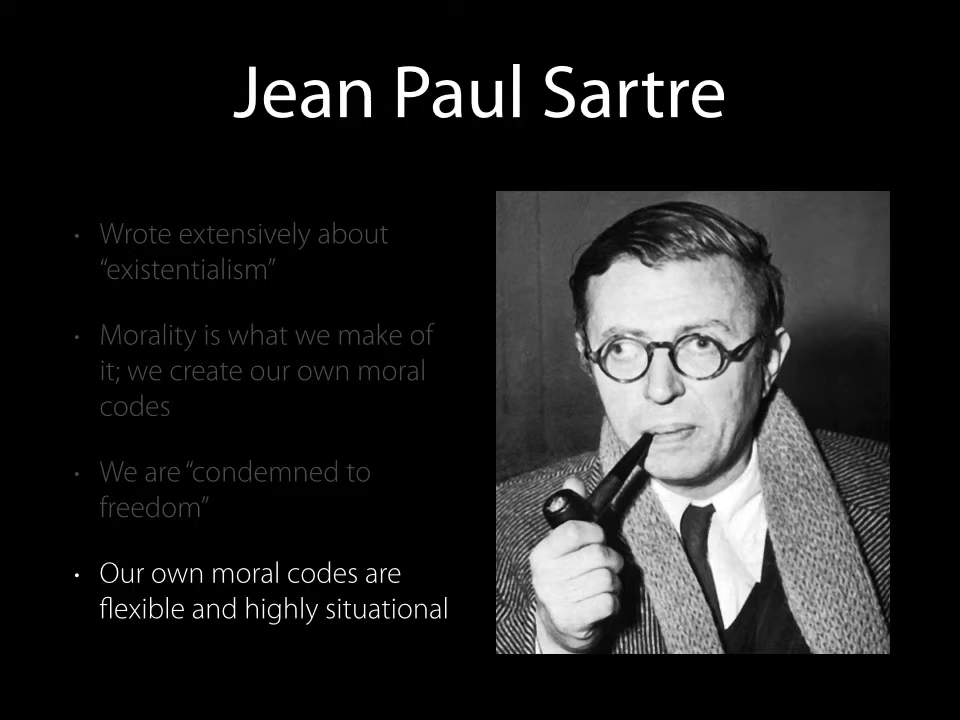 Jean Paul Sartre
• Wrote extensively about
“existentialism”
• Morality is what we make of
it; we create our own moral
codes
• We are “condemned to
freedom”
• Our own moral codes are
flexible and highly situational